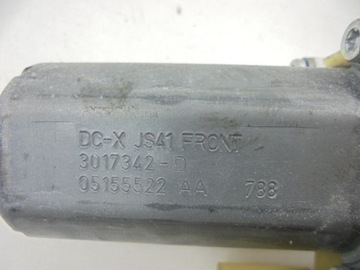 DC-X JS41 FRONT
3017342-D
05155522 AA 788